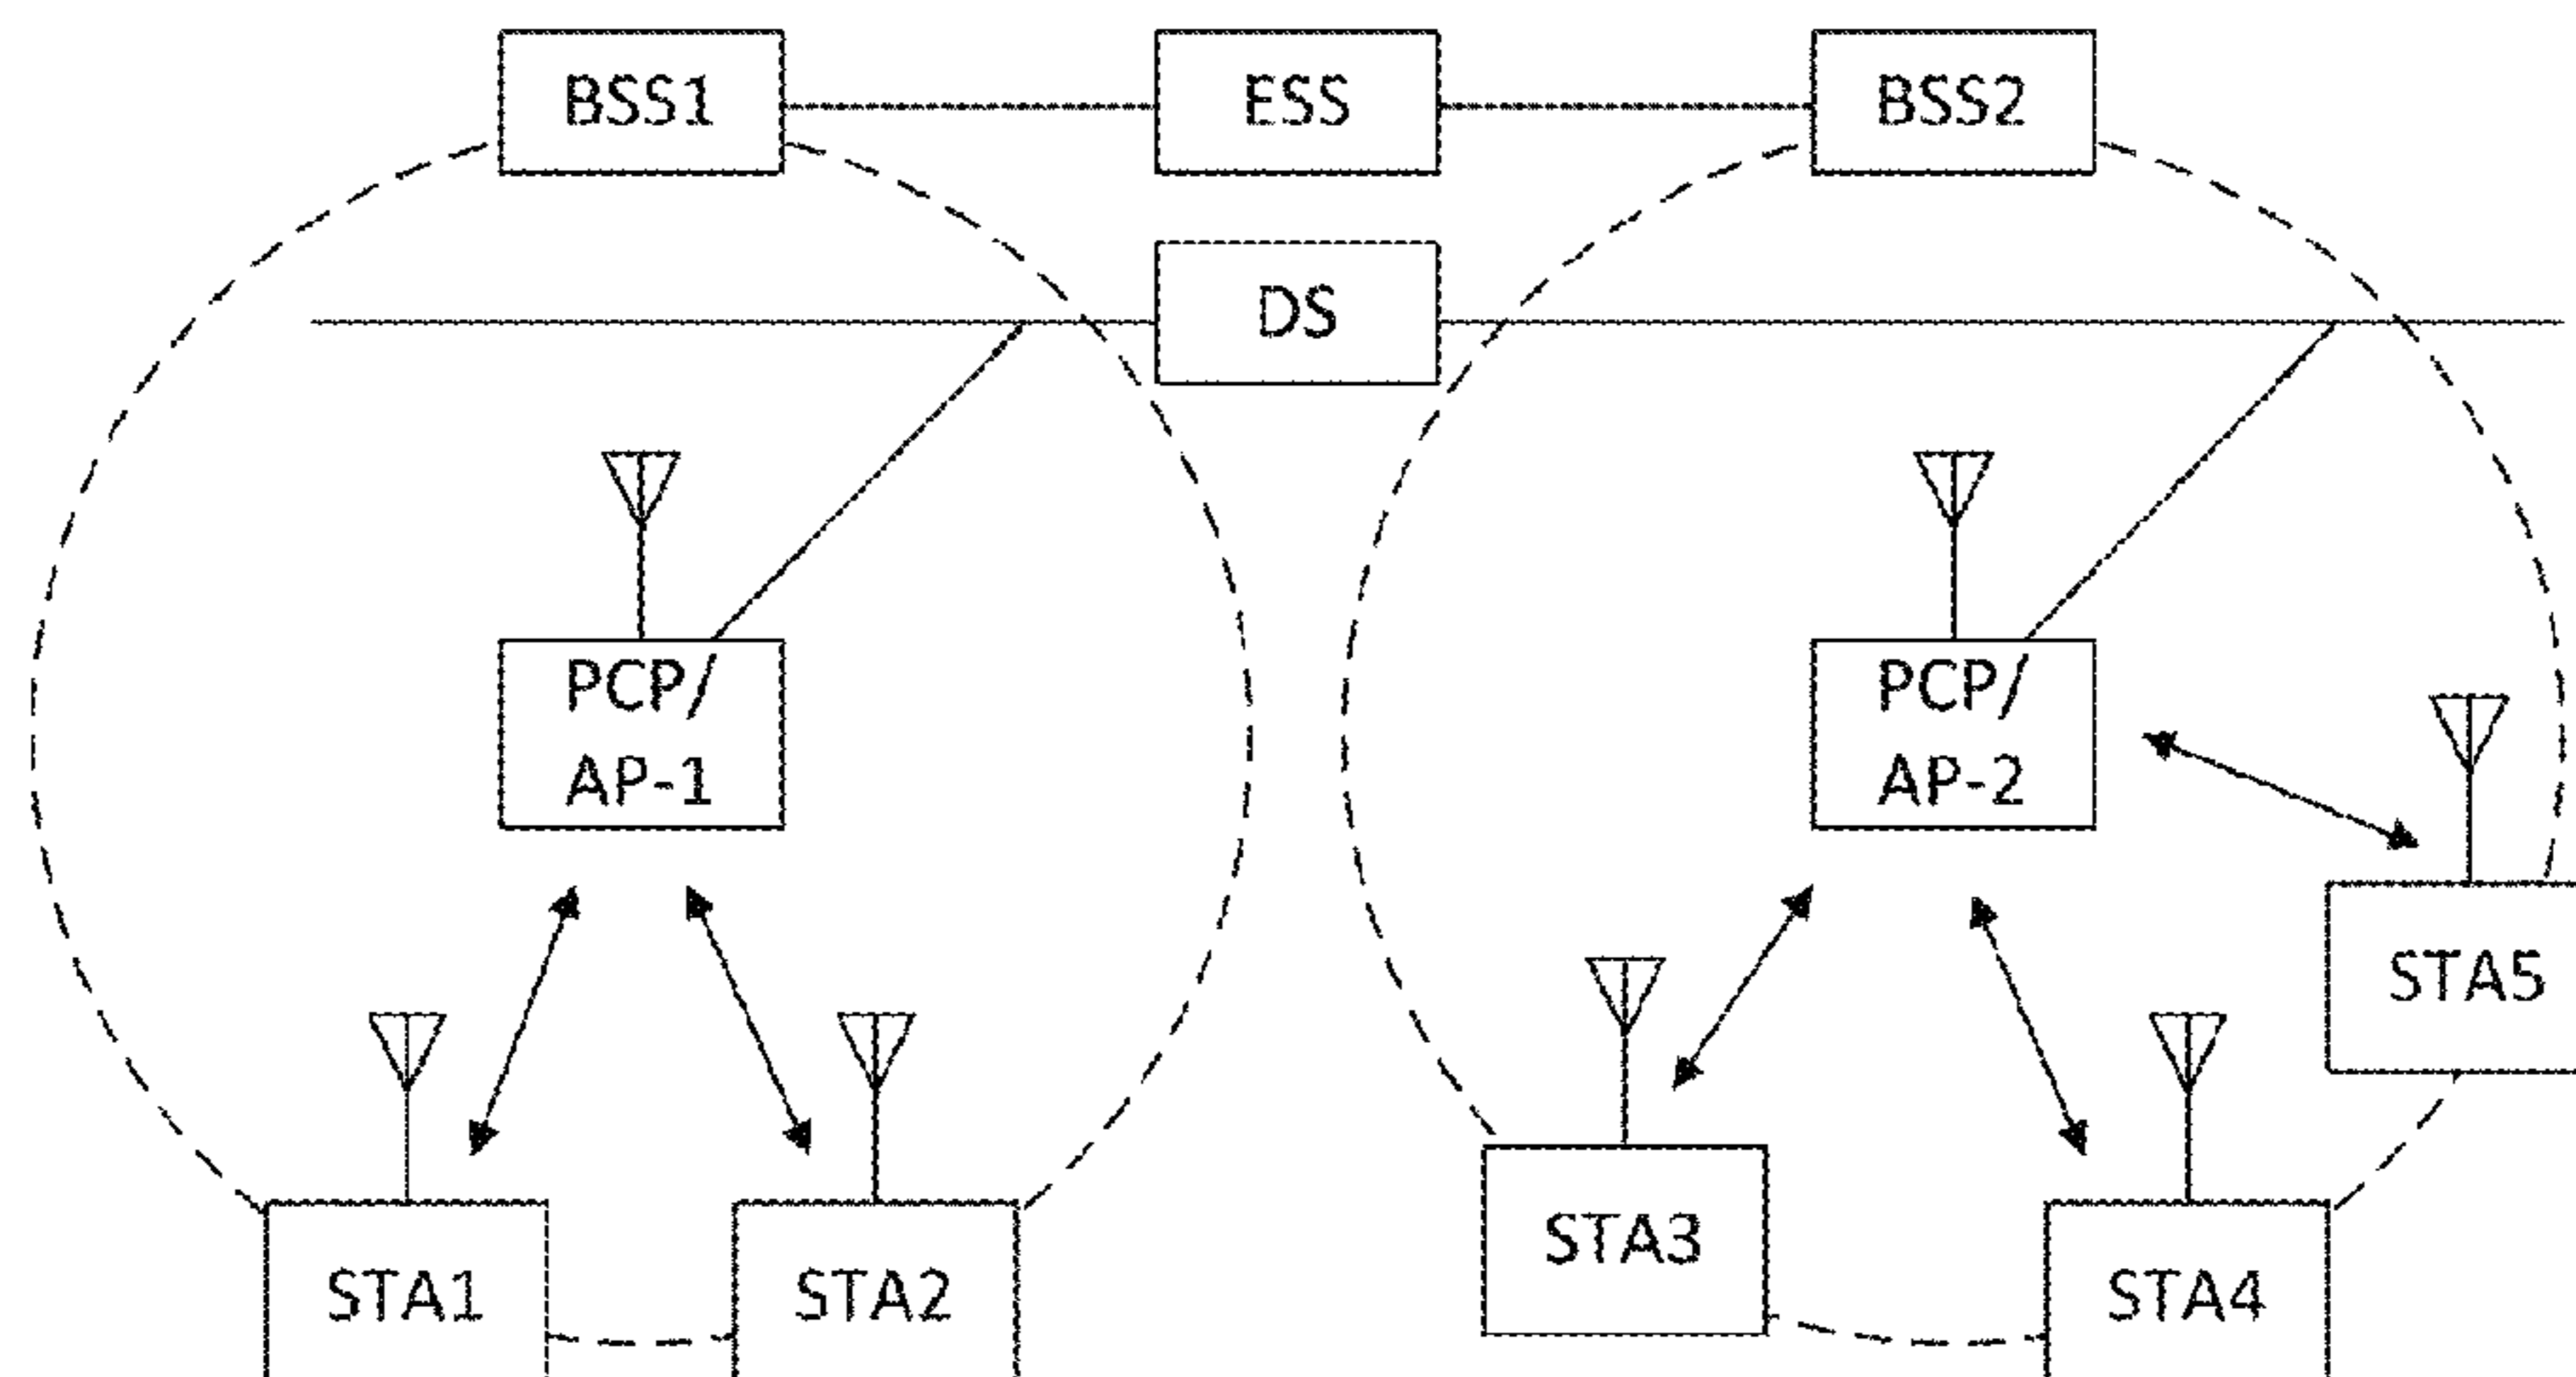 BSS1
ESS
BSS2
DS
PCP/
AP-1
PCP/
AP-2
STA5
STA3
STA1
STA2
STA4